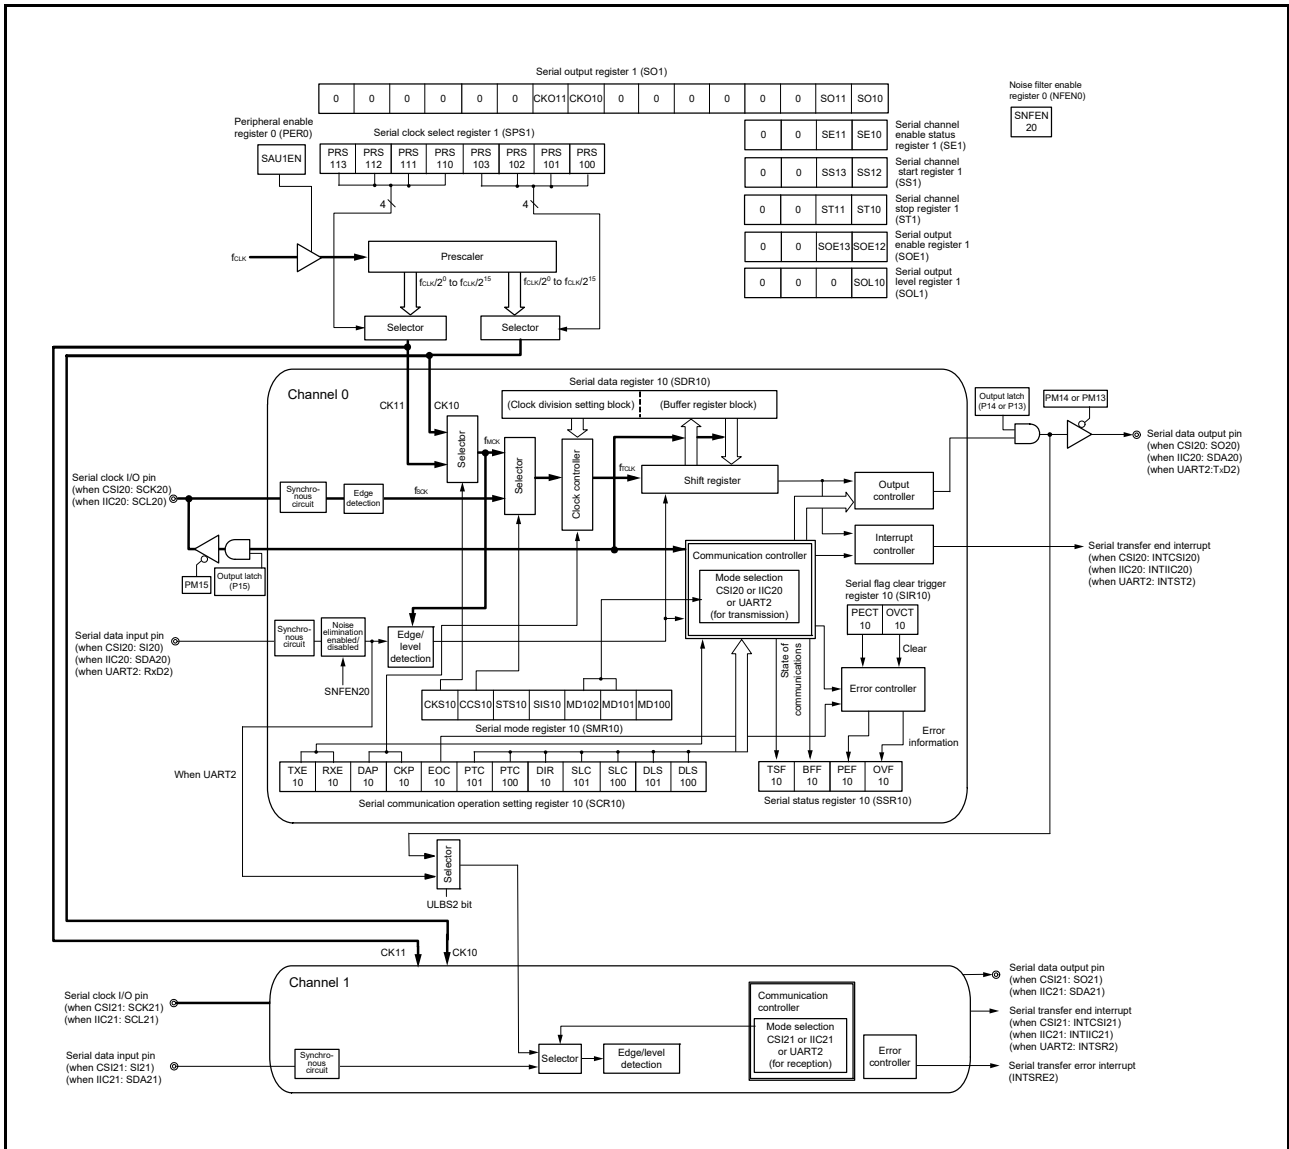 Serial output register 1 (SO1)
0 0 0 0 0 0 CKO11 CKO10 0 0 0 0 0 0 SO11 SO10
Noise filter enable
register 0 (NFEN0)
SNFEN
20
Peripheral enable
register 0 (PER0)
SAU1EN
Serial clock select register 1 (SPS1)
PRS PRS PRS PRS PRS PRS PRS PRS
113 112 111 110 103 102 101 100
4 4
0 0 SE11 SE10
Serial channel
enable status
register 1 (SE1)
0 0 SS13 SS12
Serial channel
start register 1
(SS1)
0 0 ST11 ST10
Serial channel
stop register 1
(ST1)
0 0 SOE13 SOE12
Serial output
enable register 1
(SOE1)
0 0 0 SOL10
Serial output
level register 1
(SOL1)
fCLK
Prescaler
fCLK/2^0 to fCLK/2^15
fCLK/2^0 to fCLK/2^15
Selector
Selector
Channel 0
CK11
CK10
Serial data register 10 (SDR10)
(Clock division setting block) (Buffer register block)
Selector
fMCK
Selector
Clock controller
fTCLK
Shift register
Output latch
(P14 or P13)
PM14 or PM13
Serial data output pin
(when CSI20: SO20)
(when IIC20: SDA20)
(when UART2:TxD2)
Serial clock I/O pin
(when CSI20: SCK20)
(when IIC20: SCL20)
Synchro-
nous
circuit
Edge
detection
fSCK
Output
controller
Interrupt
controller
Serial transfer end interrupt
(when CSI20: INTCSI20)
(when IIC20: INTIIC20)
(when UART2: INTST2)
PM15
Output latch
(P15)
Communication controller
Mode selection
CSI20 or IIC20
or UART2
(for transmission)
Serial flag clear trigger
register 10 (SIR10)
PECT OVCT
10 10
Clear
Serial data input pin
(when CSI20: SI20)
(when IIC20: SDA20)
(when UART2: RxD2)
Synchro-
nous
circuit
Noise
elimination
enabled/
disabled
SNFEN20
Edge/
level
detection
State of
communications
Error controller
Error
information
CKS10 CCS10 STS10 SIS10 MD102 MD101 MD100
Serial mode register 10 (SMR10)
When UART2
TXE RXE DAP CKP EOC PTC PTC DIR SLC SLC DLS DLS
10 10 10 10 10 101 100 10 101 100 101 100
Serial communication operation setting register 10 (SCR10)
TSF BFF PEF OVF
10 10 10 10
Serial status register 10 (SSR10)
Selector
ULBS2 bit
CK11
CK10
Channel 1
Serial clock I/O pin
(when CSI21: SCK21)
(when IIC21: SCL21)
Serial data input pin
(when CSI21: SI21)
(when IIC21: SDA21)
Synchro-
nous
circuit
Selector
Edge/level
detection
Communication
controller
Mode selection
CSI21 or IIC21
or UART2
(for reception)
Error
controller
Serial data output pin
(when CSI21: SO21)
(when IIC21: SDA21)
Serial transfer end interrupt
(when CSI21: INTCSI21)
(when IIC21: INTIIC21)
(when UART2: INTSR2)
Serial transfer error interrupt
(INTSRE2)